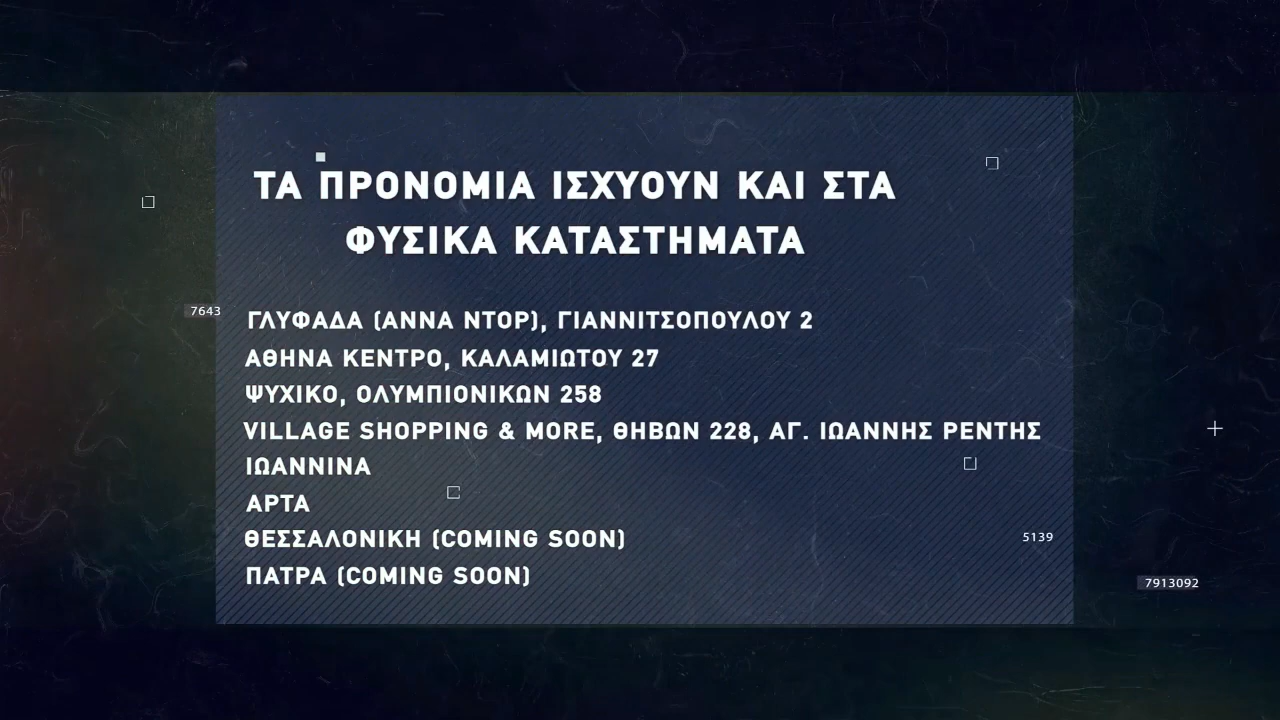 ΤΑ ΠΡΟΝΟΜΙΑ ΙΣΧΥΟΥΝ ΚΑΙ ΣΤΑ
ΦΥΣΙΚΑ ΚΑΤΑΣΤΗΜΑΤΑ
7643
ΓΛΥΦΑΔΑ (ΑΝΝΑ ΝΤΟΡ), ΓΙΑΝΝΙΤΣΟΠΟΥΛΟΥ 2
ΑΘΗΝΑ ΚΕΝΤΡΟ, ΚΑΛΑΜΙΩΤΟΥ 27
ΨΥΧΙΚΟ, ΟΛΥΜΠΙΟΝΙΚΩΝ 258
VILLAGE SHOPPING & MORE, ΘΗΒΩΝ 228, ΑΓ. ΙΩΑΝΝΗΣ ΡΕΝΤΗΣ
ΙΩΑΝΝΙΝΑ
ΑΡΤΑ
ΘΕΣΣΑΛΟΝΙΚΗ (COMING SOON)
5139
ΠΑΤΡΑ (COMING SOON)
7913092